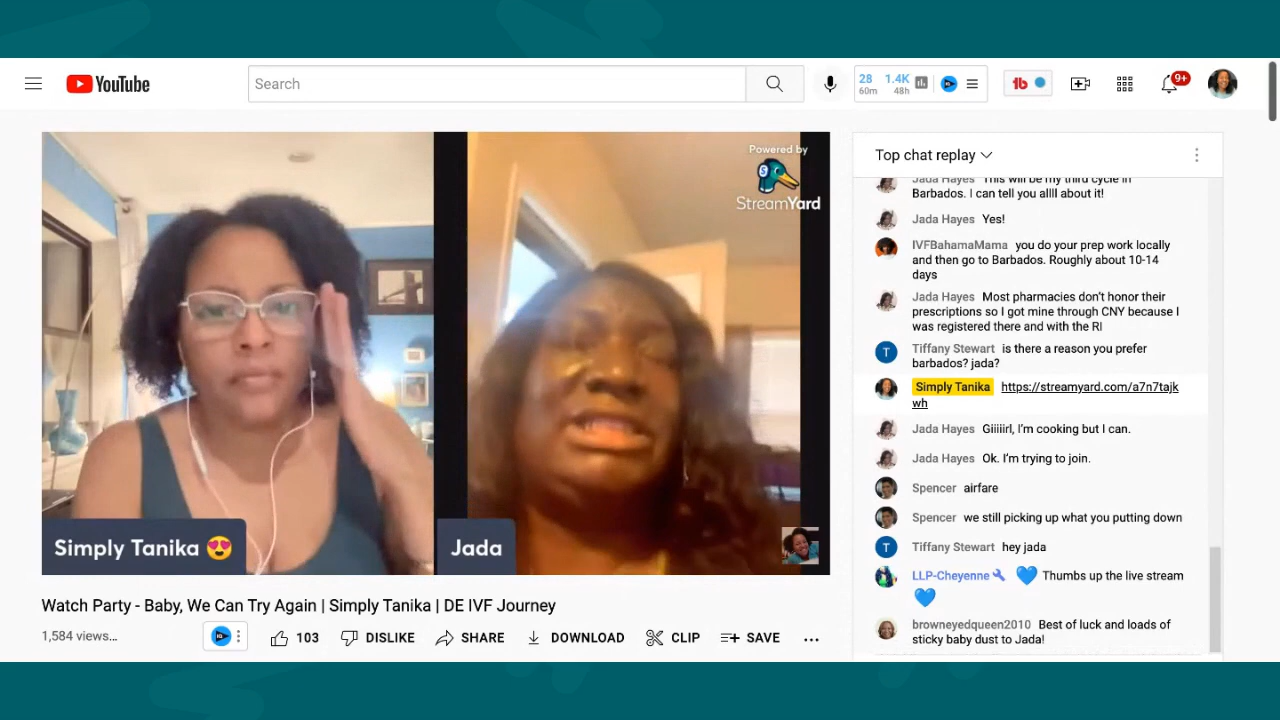 YouTube
Search
28
60m
1.4K
48h
9+
Powered by
StreamYard
Simply Tanika 😍
Jada
Watch Party - Baby, We Can Try Again | Simply Tanika | DE IVF Journey
1,584 views...
103
DISLIKE
SHARE
DOWNLOAD
CLIP
SAVE
Top chat replay
Jada Hayes This will be my third cycle in
Barbados. I can tell you allll about it!
Jada Hayes Yes!
IVFBahamaMama you do your prep work locally
and then go to Barbados. Roughly about 10-14
days
Jada Hayes Most pharmacies don't honor their
prescriptions so I got mine through CNY because I
was registered there and with the RI
T
Tiffany Stewart is there a reason you prefer
barbados? jada?
Simply Tanika https://streamyard.com/a7n7tajk
wh
Jada Hayes Giiiiirl, I'm cooking but I can.
Jada Hayes Ok. I'm trying to join.
Spencer airfare
Spencer we still picking up what you putting down
T
Tiffany Stewart hey jada
LLP-Cheyenne 💙 Thumbs up the live stream
💙
browneyedqueen2010 Best of luck and loads of
sticky baby dust to Jada!